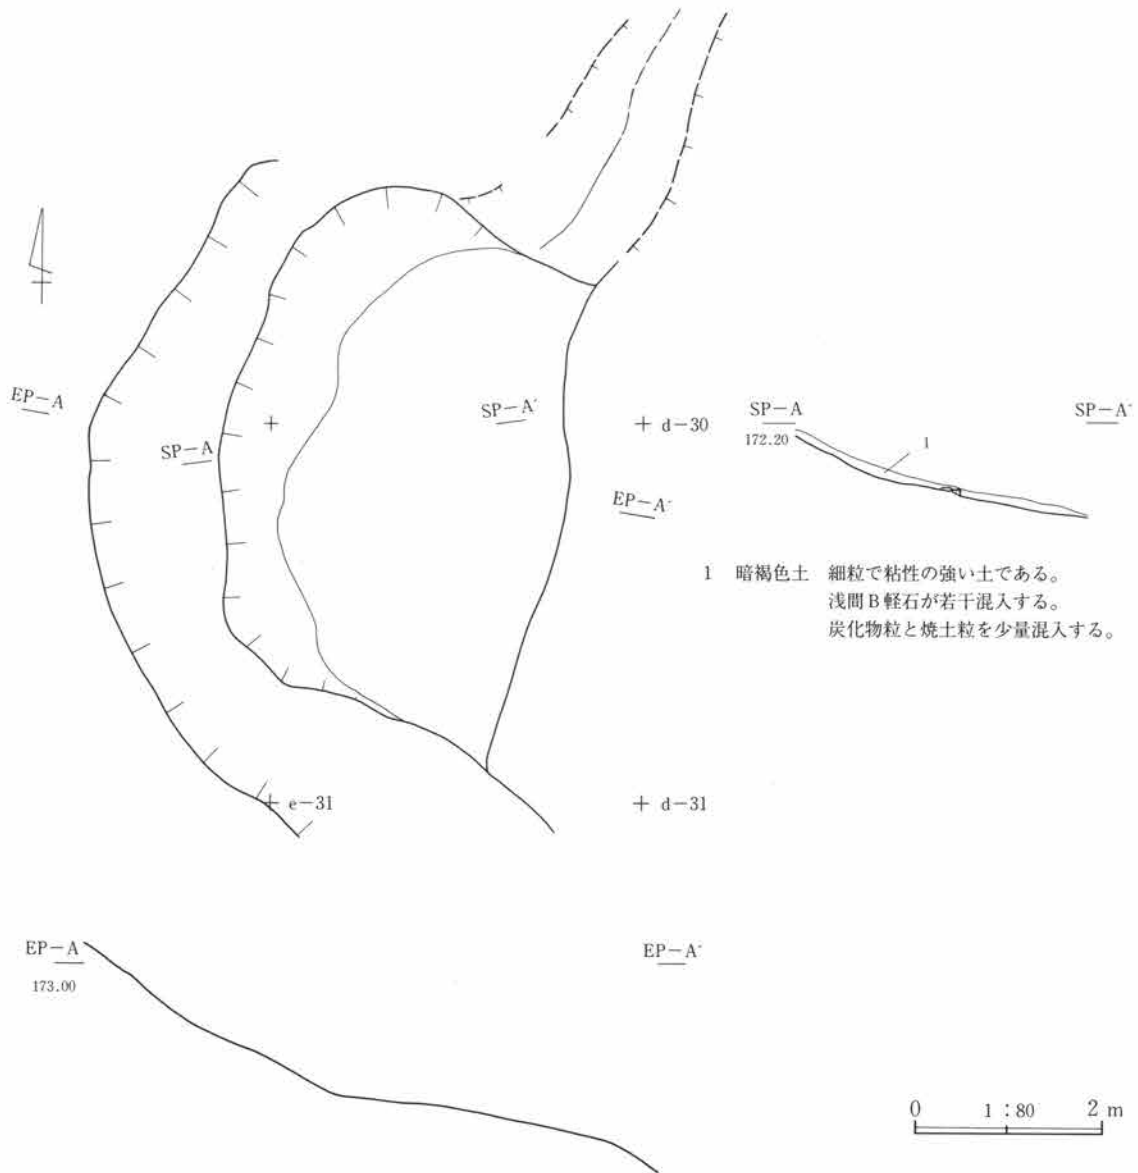 EP-A
SP-A
SP-A′
d-30
EP-A′
SP-A
SP-A′
172.20
1
1 暗褐色土 細粒で粘性の強い土である。
浅間B軽石が若干混入する。
炭化物粒と焼土粒を少量混入する。
e-31
d-31
EP-A
EP-A′
173.00
0 1:80 2 m